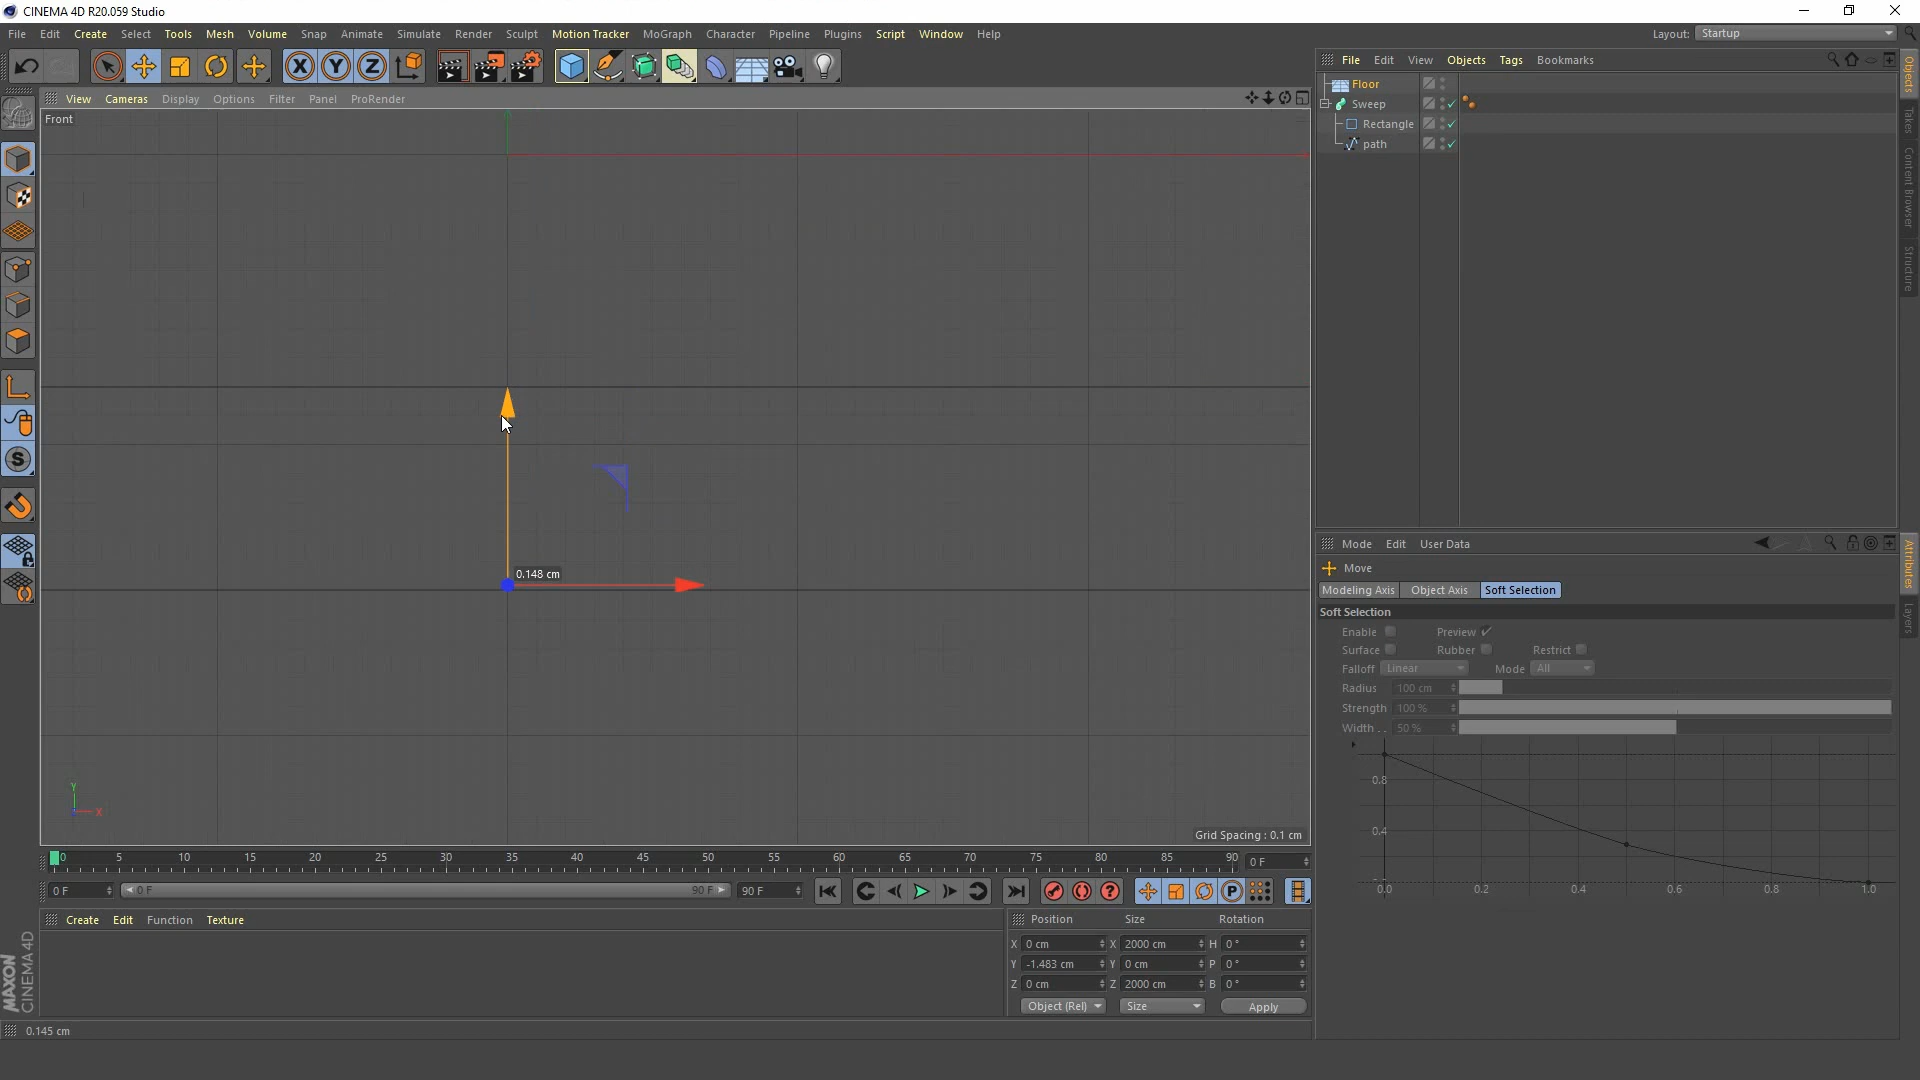 CINEMA 4D R20.059 Studio
File Edit Create Select Tools Mesh Volume Snap Animate Simulate Render Sculpt Motion Tracker MoGraph Character Pipeline Plugins Script Window Help
Layout: Startup
X Y Z
View Cameras Display Options Filter Panel ProRender
Front
File Edit View Objects Tags Bookmarks
Floor
Sweep
Rectangle
path
Objects
Takes
Content Browser
Structure
S
0.148 cm
Y
X
Grid Spacing : 0.1 cm
Mode Edit User Data
Move
Modeling Axis Object Axis Soft Selection
Soft Selection
Enable Preview
Surface Rubber Restrict
Falloff Linear Mode All
Radius 100 cm
Strength 100 %
Width . . 50 %
0.8
0.4
0.0 0.2 0.4 0.6 0.8 1.0
Attributes
Layers
0 5 10 15 20 25 30 35 40 45 50 55 60 65 70 75 80 85 90 0 F
0 F 0 F 90 F 90 F
P
Create Edit Function Texture
Position Size Rotation
X 0 cm X 2000 cm H 0 °
Y -1.483 cm Y 0 cm P 0 °
Z 0 cm Z 2000 cm B 0 °
Object (Rel) Size Apply
MAXON
CINEMA 4D
0.145 cm